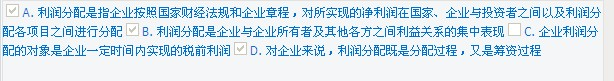 A. 利润分配是指企业按照国家财经法规和企业章程，对所实现的净利润在国家、企业与投资者之间以及利润分
配各项目之间进行分配 B. 利润分配是企业与企业所有者及其他各方之间利益关系的集中表现 C. 企业利润分
配的对象是企业一定时间内实现的税前利润 D. 对企业来说，利润分配既是分配过程，又是筹资过程